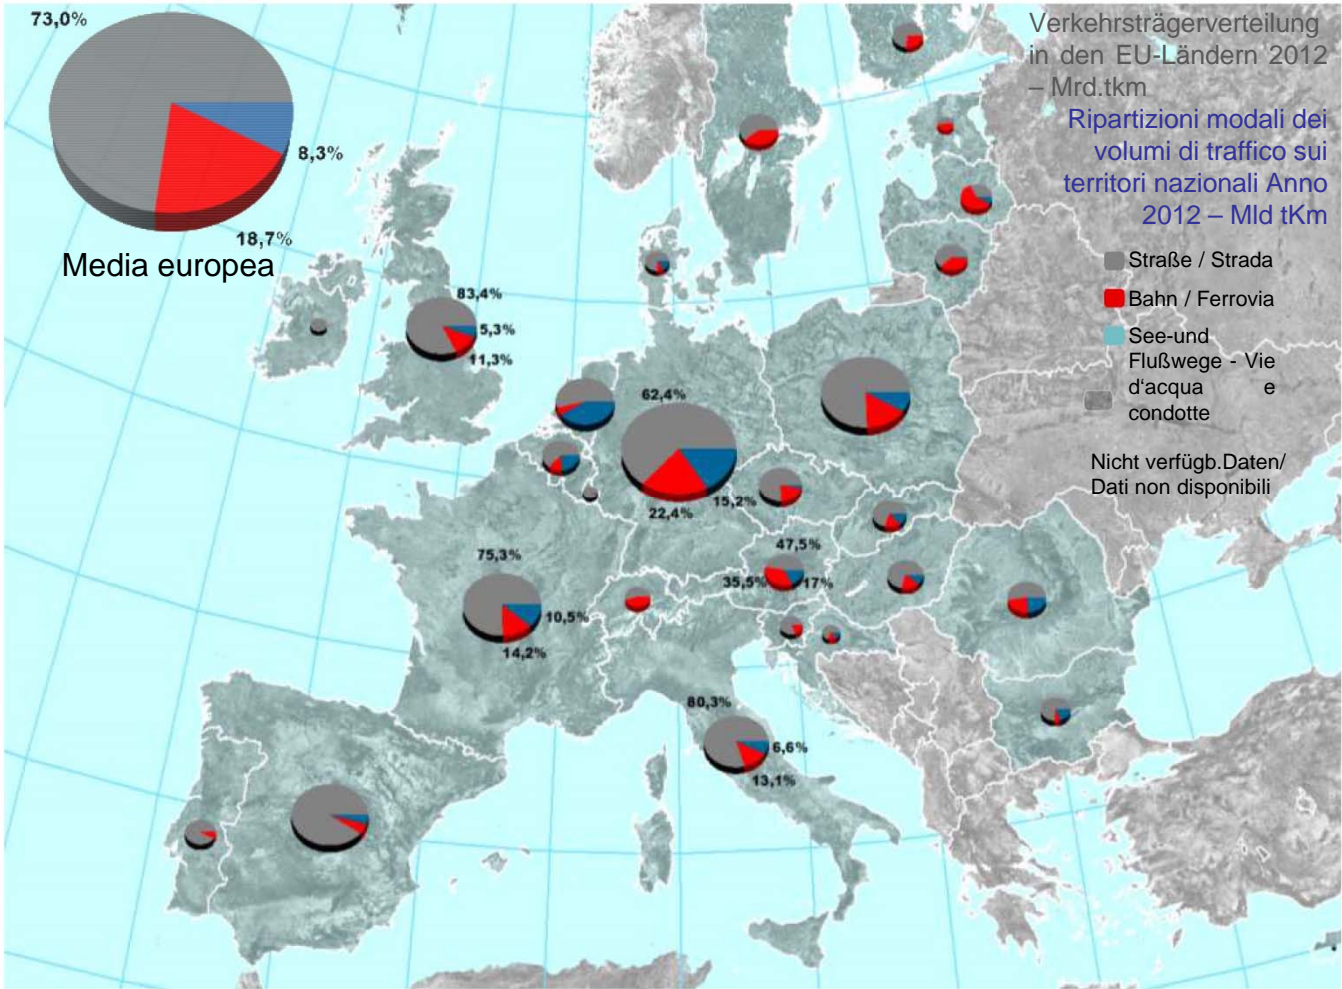 73,0%
8,3%
18,7%
Media europea
Verkehrsträgerverteilung
in den EU-Ländern 2012
– Mrd.tkm
Ripartizioni modali dei
volumi di traffico sui
territori nazionali Anno
2012 – Mld tKm
Straße / Strada
Bahn / Ferrovia
See-und
Flußwege - Vie
d‘acqua e
condotte
Nicht verfügb.Daten/
Dati non disponibili
83,4%
5,3%
11,3%
62,4%
15,2%
22,4%
47,5%
35,5%
17%
75,3%
10,5%
14,2%
80,3%
6,6%
13,1%